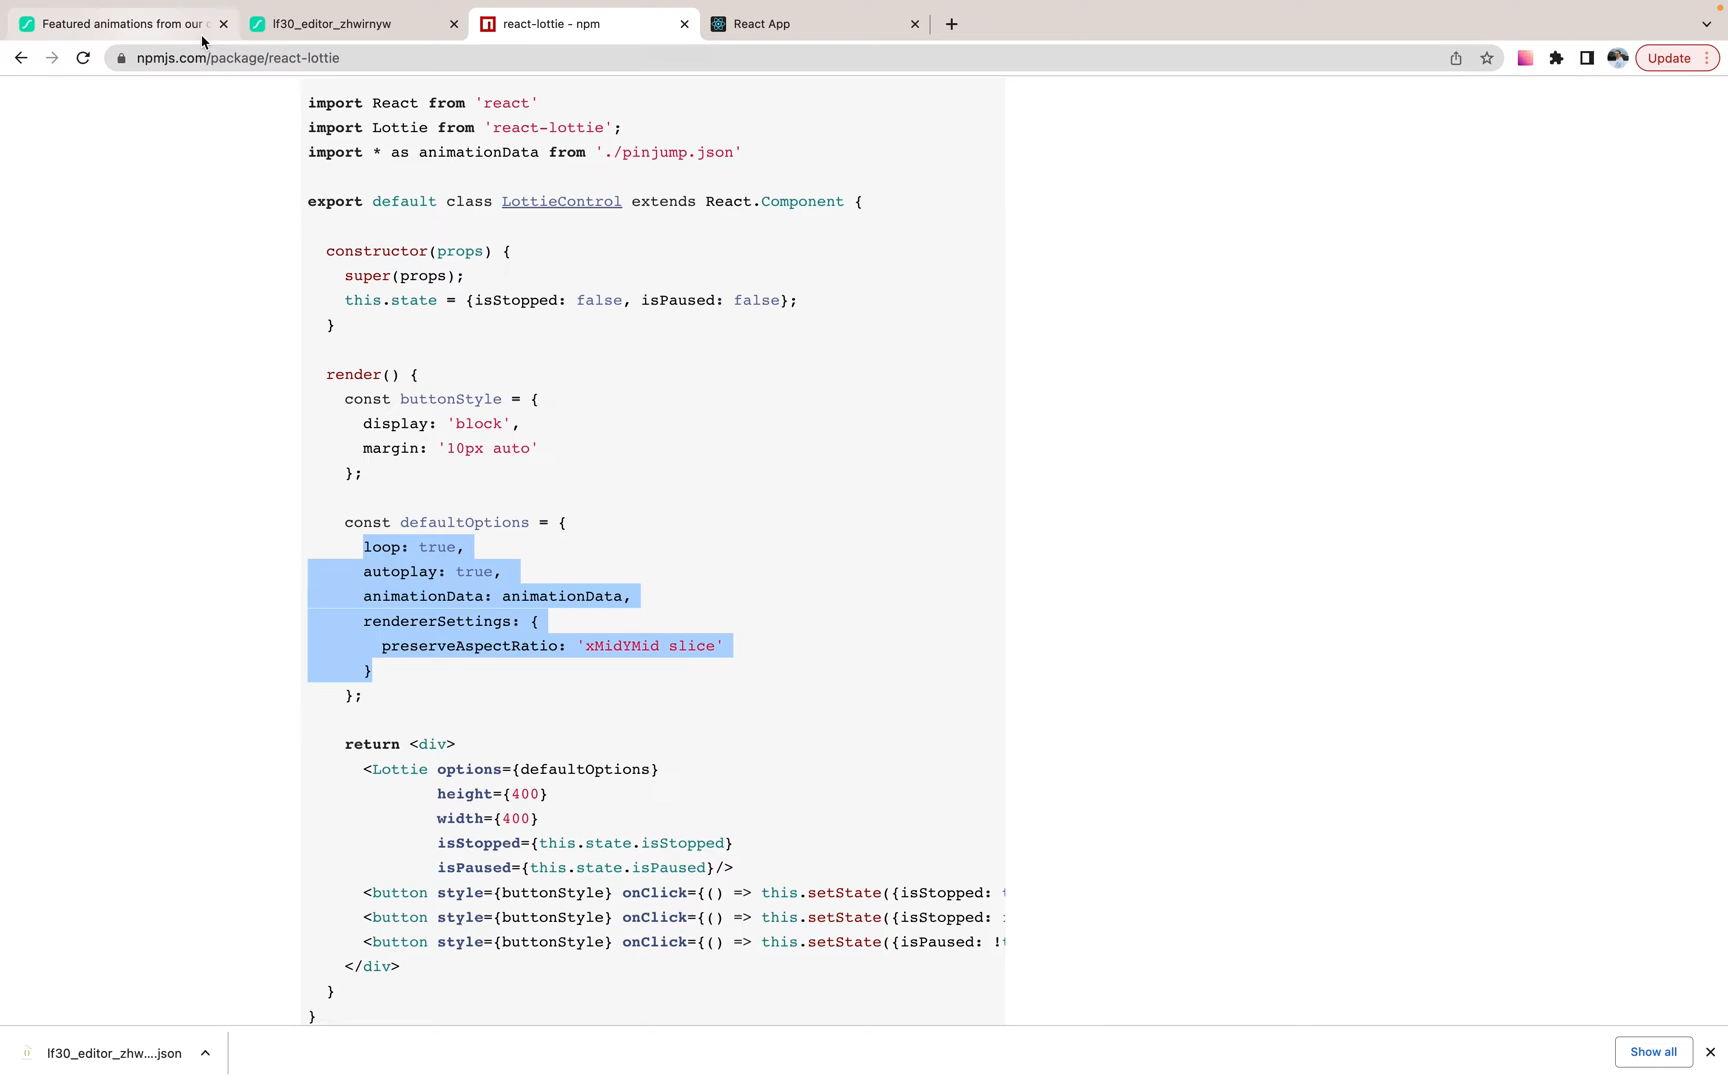 Featured animations from our
lf30_editor_zhwirnyw
react-lottie - npm
React App
npmjs.com/package/react-lottie
Update
import React from 'react'
import Lottie from 'react-lottie';
import * as animationData from './pinjump.json'
export default class LottieControl extends React.Component {
constructor(props) {
super(props);
this.state = {isStopped: false, isPaused: false};
}
render() {
const buttonStyle = {
display: 'block',
margin: '10px auto'
};
const defaultOptions = {
loop: true,
autoplay: true,
animationData: animationData,
rendererSettings: {
preserveAspectRatio: 'xMidYMid slice'
}
};
return <div>
<Lottie options={defaultOptions}
height={400}
width={400}
isStopped={this.state.isStopped}
isPaused={this.state.isPaused}/>
<button style={buttonStyle} onClick={() => this.setState({isStopped:
<button style={buttonStyle} onClick={() => this.setState({isStopped:
<button style={buttonStyle} onClick={() => this.setState({isPaused: !
</div>
}
}
lf30_editor_zhw....json
Show all